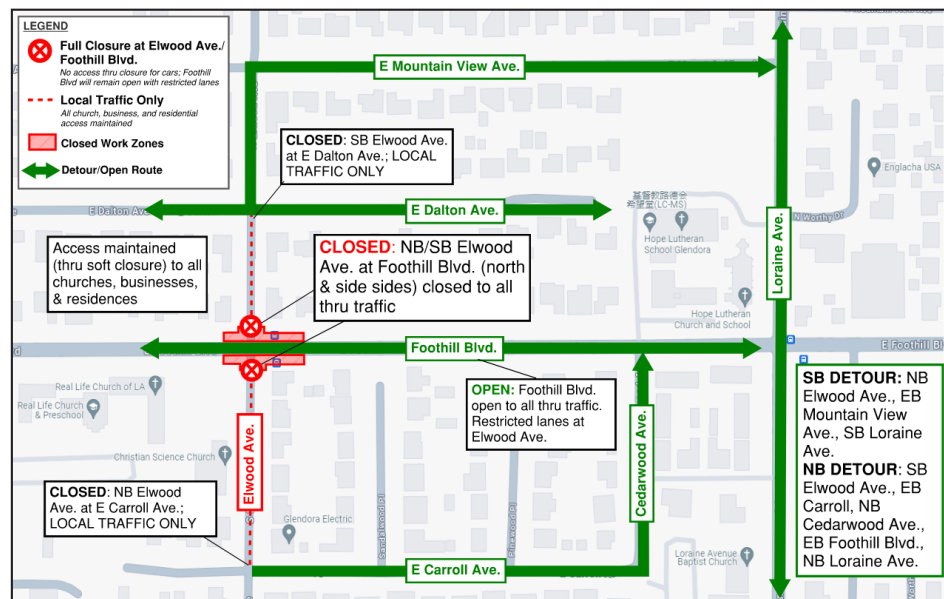 LEGEND
Full Closure at Elwood Ave./
Foothill Blvd.
No access thru closure for cars; Foothill
Blvd will remain open with restricted lanes
Local Traffic Only
All church, business, and residential
access maintained
Closed Work Zones
Detour/Open Route
E Mountain View Ave.
CLOSED: SB Elwood Ave.
at E Dalton Ave.; LOCAL
TRAFFIC ONLY
Englacha USA
E Dalton Ave
E Dalton Ave.
基督教路德会
希望堂(LC-MS)
Hope Lutheran
School Glendora
N Worthy Dr
Loraine Ave.
Access maintained
(thru soft closure) to all
churches, businesses,
& residences
CLOSED: NB/SB Elwood
Ave. at Foothill Blvd. (north
& side sides) closed to all
thru traffic
Hope Lutheran
Church and School
Foothill Blvd.
E Foothill Blv
Real Life Church of LA
Real Life Church
& Preschool
OPEN: Foothill Blvd.
open to all thru traffic.
Restricted lanes at
Elwood Ave.
SB DETOUR: NB
Elwood Ave., EB
Mountain View
Ave., SB Loraine
Ave.
NB DETOUR: SB
Elwood Ave., EB
Carroll, NB
Cedarwood Ave.,
EB Foothill Blvd.,
NB Loraine Ave.
Elwood Ave.
Cedarwood Ave.
Christian Science Church
CLOSED: NB Elwood
Ave. at E Carroll Ave.;
LOCAL TRAFFIC ONLY
Glendora Electric
Sandalwood Pl
Pinewood Pl
Loraine Avenue
Baptist Church
E Carroll Ave.